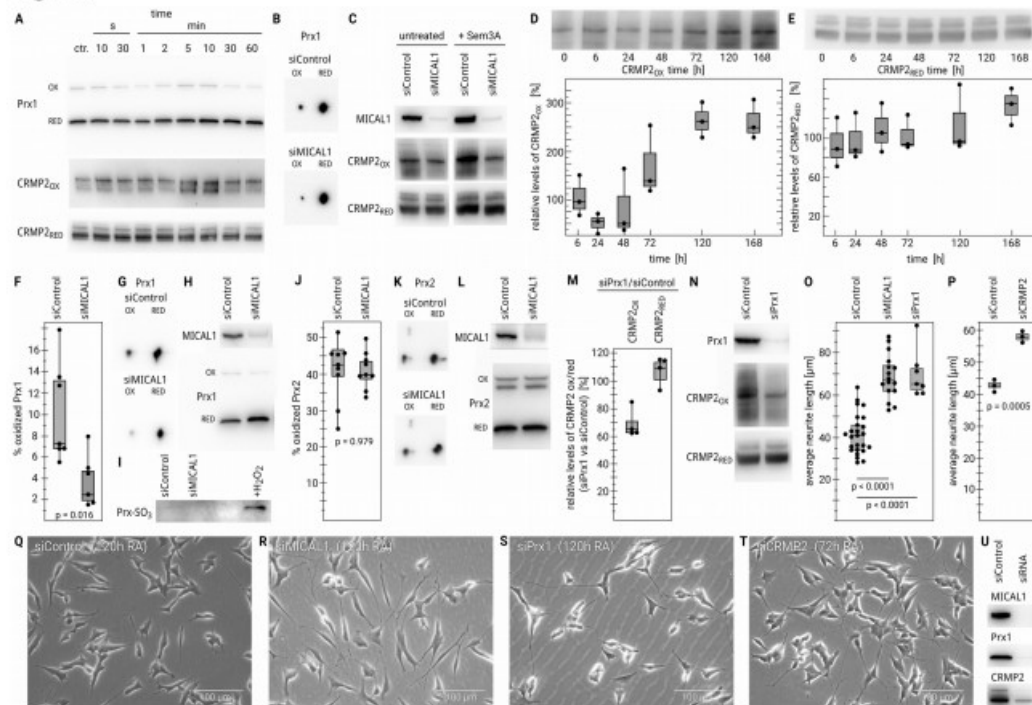 A
time
s min
ctr. 10 30 1 2 5 10 30 60
OX
Prx1
RED
CRMP2OX
CRMP2RED
B
Prx1
siControl
OX RED
siMICAL1
OX RED
C
untreated + Sem3A
siControl siMICAL1 siControl siMICAL1
MICAL1
CRMP2OX
CRMP2RED
D
0 6 24 48 72 120 168
CRMP2OX time [h]
relative levels of CRMP2OX [%]
300
200
100
6 24 48 72 120 168
time [h]
E
0 6 24 48 72 120 168
CRMP2RED time [h]
relative levels of CRMP2RED [%]
140
100
60
20
6 24 48 72 120 168
time [h]
F
siControl siMICAL1
% oxidized Prx1
16
14
12
10
8
6
4
2
p = 0.016
G
Prx1
siControl
OX RED
siMICAL1
OX RED
H
siControl siMICAL1
MICAL1
OX
Prx1
RED
I
siControl siMICAL1 +H2O2
Prx-SO3
J
siControl siMICAL1
% oxidized Prx2
50
40
30
20
10
0
p = 0.979
K
Prx2
siControl
OX RED
siMICAL1
OX RED
L
siControl siMICAL1
MICAL1
OX
Prx2
RED
M
siPrx1/siControl
CRMP2OX CRMP2RED
relative levels of CRMP2 ox/red
(siPrx1 vs siControl) [%]
120
100
80
60
40
20
0
N
siControl siPrx1
Prx1
CRMP2OX
CRMP2RED
O
siControl siMICAL1 siPrx1
average neurite length [µm]
80
60
40
20
p < 0.0001
p < 0.0001
P
siControl siCRMP2
average neurite length [µm]
60
50
40
30
20
10
0
p = 0.0005
Q
siControl
R
siMICAL1
S
siPrx1 (120h RA)
100 µm
T
siCRMP2 (72h RA)
U
siControl siRNA
MICAL1
Prx1
CRMP2